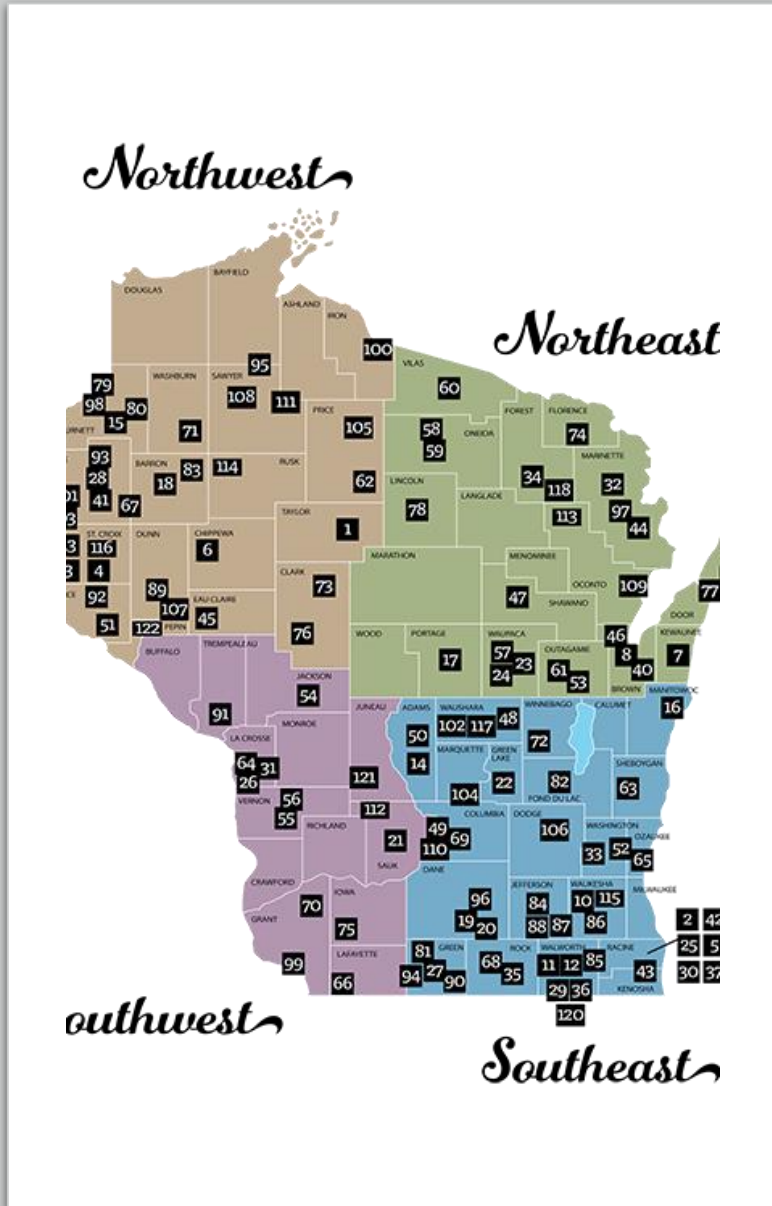 Northwest
BAYFIELD
DOUGLAS
ASHLAND
IRON
Northeast
100
VILAS
95
WASHBURN SAWYER
79
60
108
111
98
80
PRICE
FOREST FLORENCE
15
105
58
71
ONEIDA
74
59
93
BARRON
83
114
RUSK
MARINETTE
28
18
62
LINCOLN
34
118
32
41
67
LANGLADE
78
97
113
TAYLOR
44
1
ST. CROIX
DUNN
CHIPPEWA
116
6
MARATHON
MENOMINEE
4
CLARK
73
OCONTO
109
77
92
89
EAU CLAIRE
47
SHAWANO
107
45
DOOR
51
122
PEPIN
76
WOOD
PORTAGE
WAUPACA
46
KEWAUNEE
BUFFALO
TREMPEALEAU
57
23
OUTAGAMIE
8
7
17
24
61
53
40
JACKSON
BROWN
MANITOWOC
54
JUNEAU
ADAMS
WAUSHARA
WINNEBAGO
CALUMET
16
91
MONROE
102
117
48
LA CROSSE
50
72
64
31
14
MARQUETTE
GREEN
LAKE
SHEBOYGAN
26
121
22
82
63
VERNON
56
104
FOND DU LAC
55
112
COLUMBIA
DODGE
RICHLAND
49
69
106
WASHINGTON
21
110
OZAUKEE
33
52
65
SAUK
DANE
CRAWFORD
IOWA
JEFFERSON
WAUKESHA
MILWAUKEE
70
96
84
10
115
GRANT
75
19
20
88
87
86
2
42
LAFAYETTE
81
GREEN
ROCK
WALWORTH
RACINE
25
5
99
68
11
12
85
66
94
27
90
35
43
30
37
29
36
KENOSHA
outhwest
120
Southeast